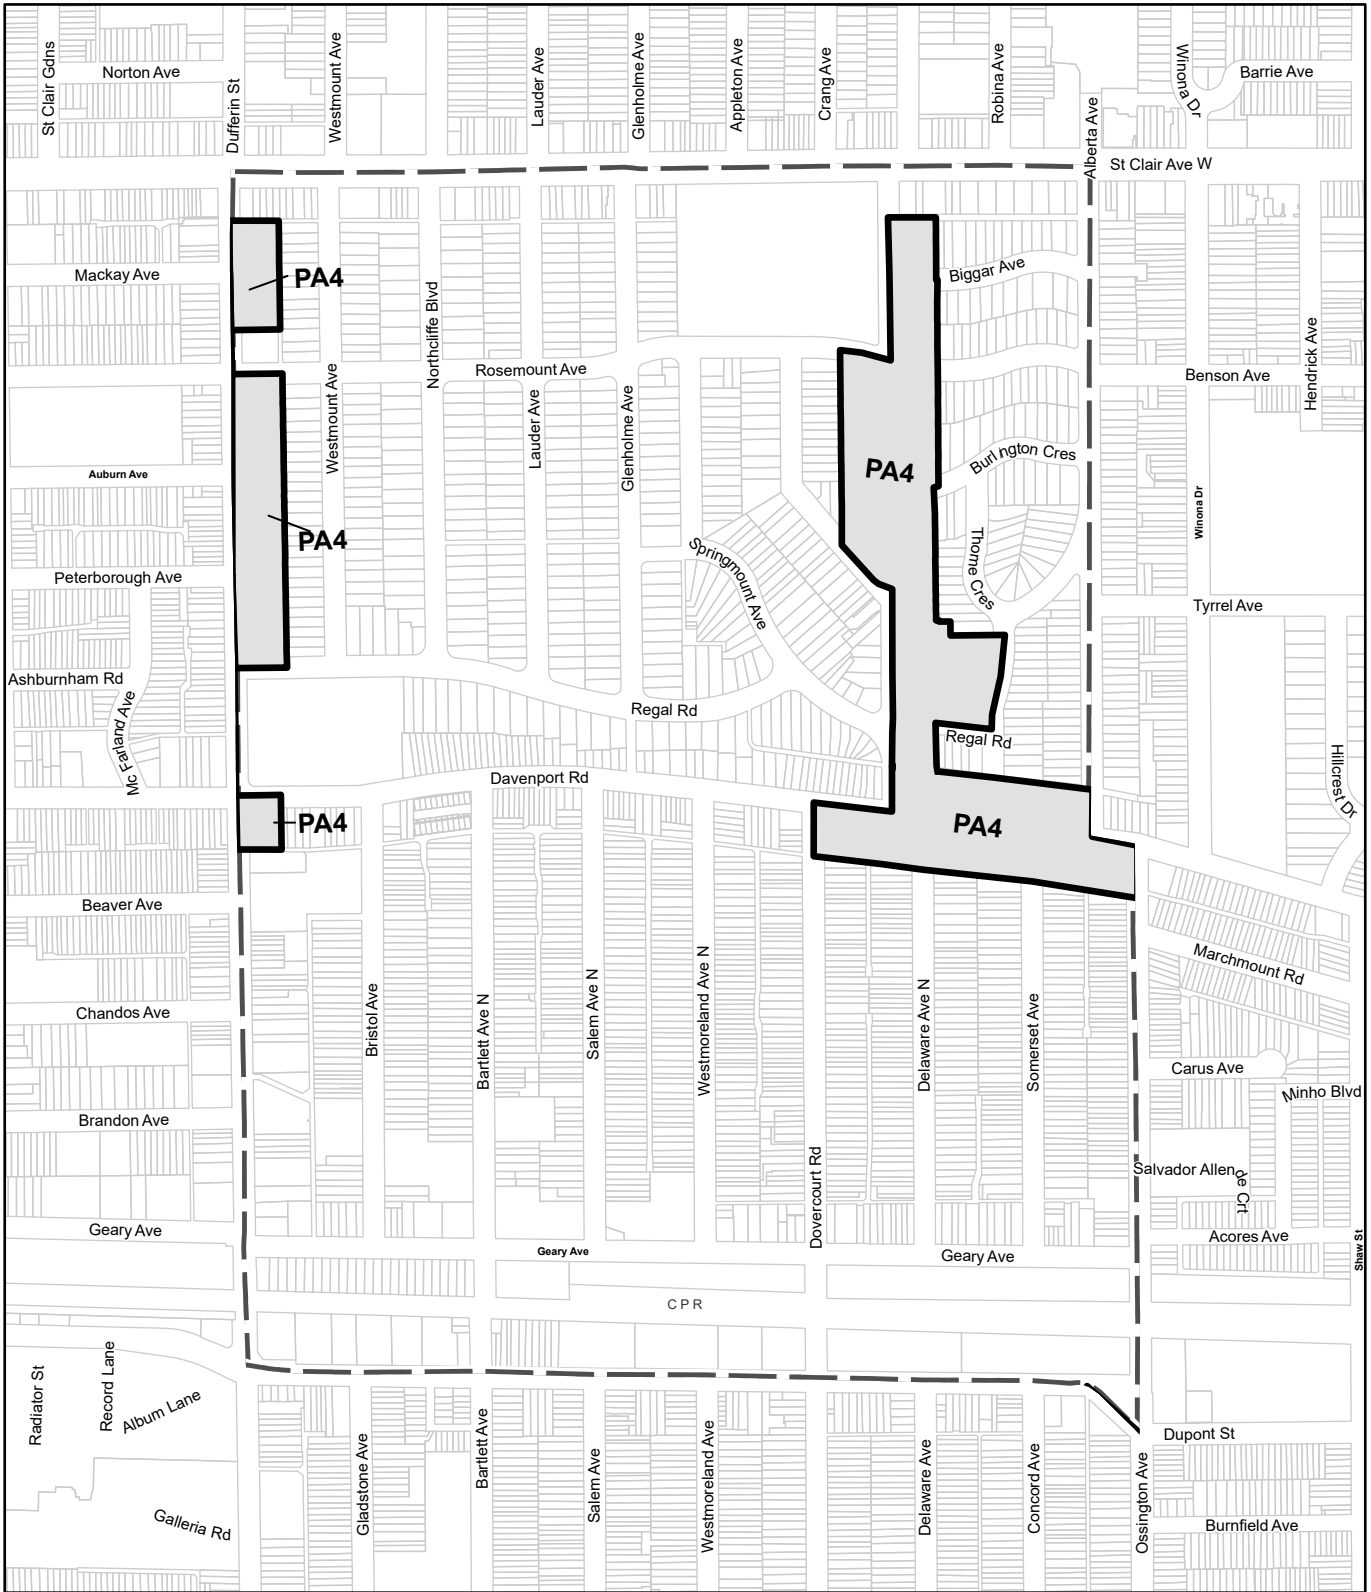 St Clair Gdns
Norton Ave
Dufferin St
Westmount Ave
Lauder Ave
Glenholme Ave
Appleton Ave
Crang Ave
Robina Ave
Alberta Ave
Winona Dr
Barrie Ave
St Clair Ave W
Mackay Ave
PA4
Northcliffe Blvd
Biggar Ave
Hendrick Ave
Rosemount Ave
Benson Ave
Westmount Ave
Lauder Ave
Glenholme Ave
PA4
Burlington Cres
Auburn Ave
Winona Dr
PA4
Springmount Ave
Thorne Cres
Peterborough Ave
Tyrrel Ave
Ashburnham Rd
Mc Farland Ave
Regal Rd
Regal Rd
Hillcrest Dr
Davenport Rd
PA4
PA4
Beaver Ave
Marchmount Rd
Chandos Ave
Bristol Ave
Bartlett Ave N
Salem Ave N
Westmoreland Ave N
Delaware Ave N
Somerset Ave
Carus Ave
Minho Blvd
Brandon Ave
Dovercourt Rd
Salvador Allende Crt
Geary Ave
Geary Ave
Geary Ave
Acores Ave
Shaw St
CPR
Radiator St
Record Lane
Album Lane
Gladstone Ave
Bartlett Ave
Salem Ave
Westmoreland Ave
Delaware Ave
Concord Ave
Ossington Ave
Dupont St
Galleria Rd
Burnfield Ave